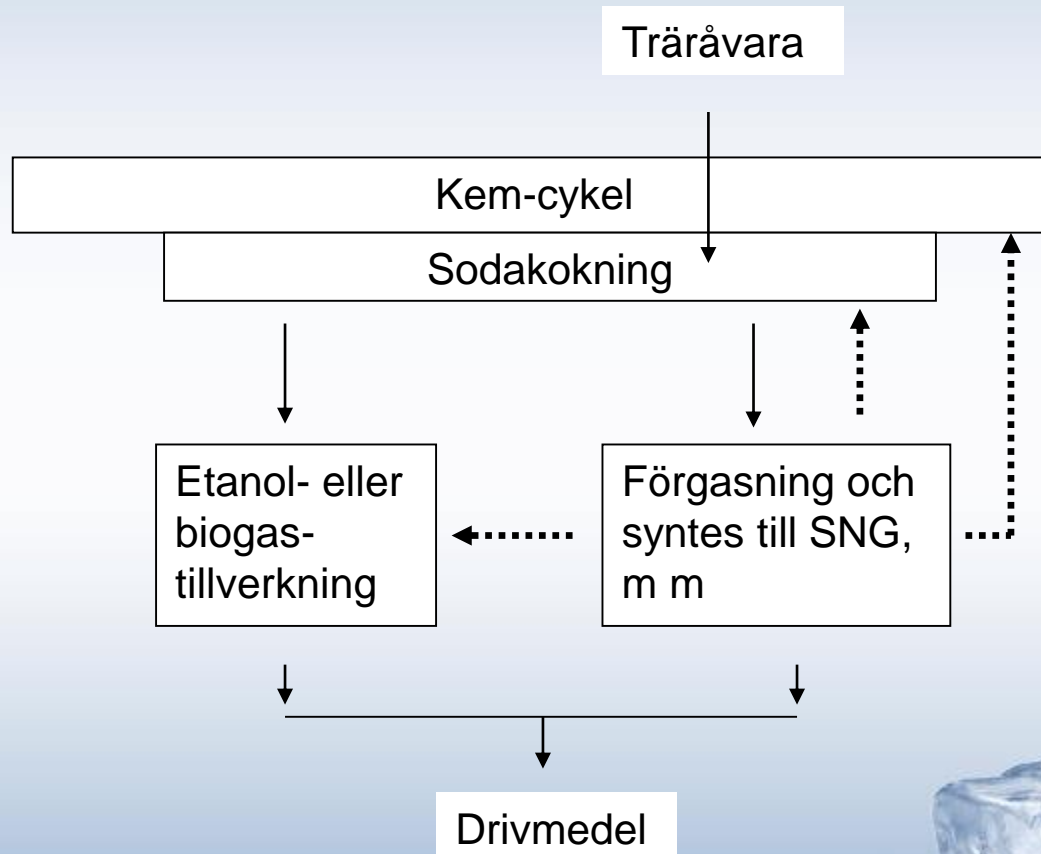 Träråvara
Kem-cykel
Sodakokning
Etanol- eller
biogas-
tillverkning
Förgasning och
syntes till SNG,
m m
Drivmedel